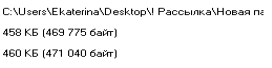 C:\Users\Ekaterina\Desktop\! Рассылка\Новая па
458 КБ (469 775 байт)
460 КБ (471 040 байт)